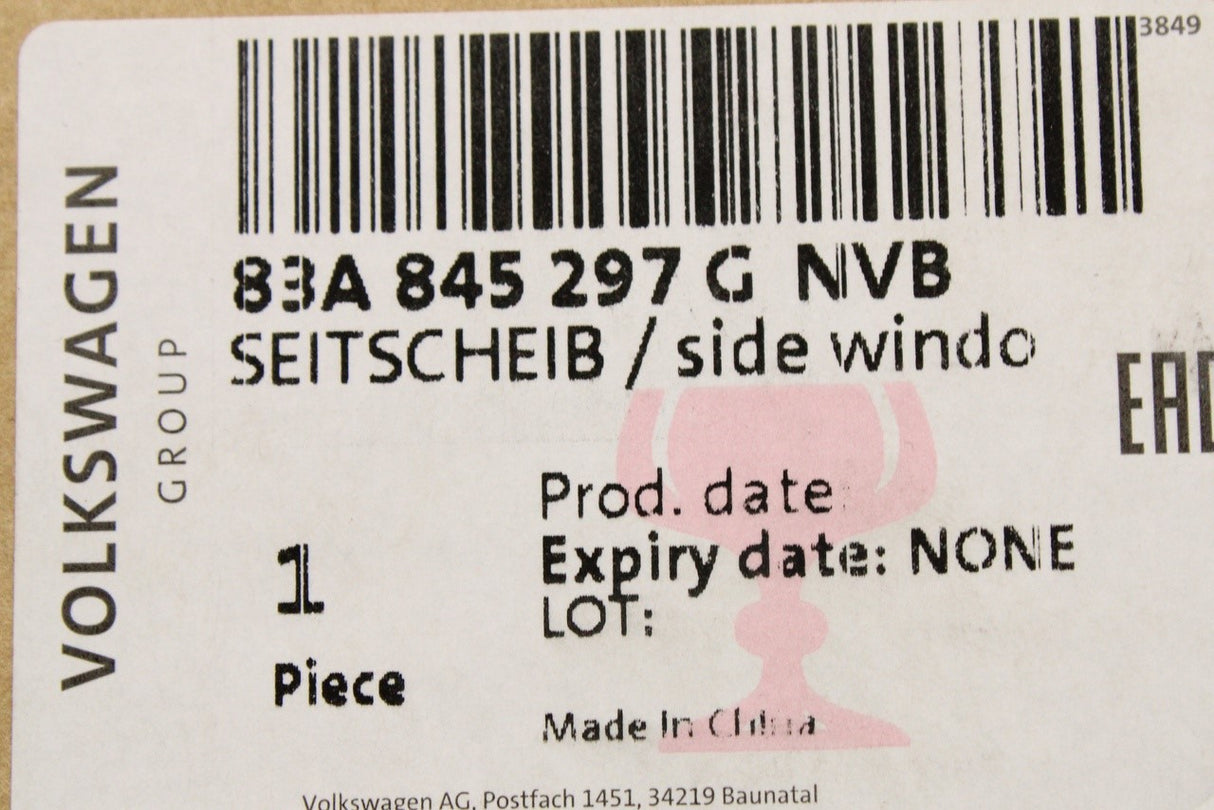 3849
83A 845 297 G NVB
SEITSCHEIB / side windo
EAC
Prod. date
Expiry date: NONE
LOT:
1
Piece
Made In China
Volkswagen AG, Postfach 1451, 34219 Baunatal
VOLKSWAGEN
GROUP